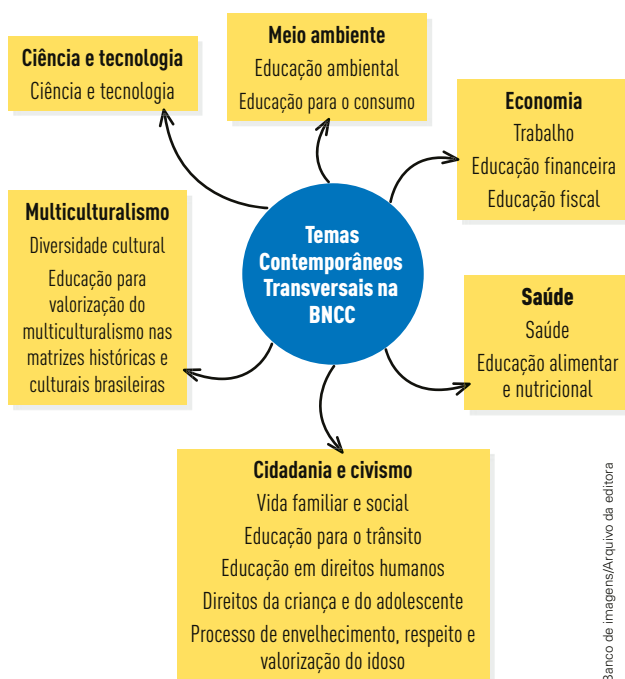 Ciência e tecnologia
Ciência e tecnologia
Meio ambiente
Educação ambiental
Educação para o consumo
Economia
Trabalho
Educação financeira
Educação fiscal
Multiculturalismo
Diversidade cultural
Educação para
valorização do
multiculturalismo nas
matrizes históricas e
culturais brasileiras
Temas
Contemporâneos
Transversais na
BNCC
Saúde
Saúde
Educação alimentar
e nutricional
Cidadania e civismo
Vida familiar e social
Educação para o trânsito
Educação em direitos humanos
Direitos da criança e do adolescente
Processo de envelhecimento, respeito e
valorização do idoso
Banco de imagens/Arquivo da editora